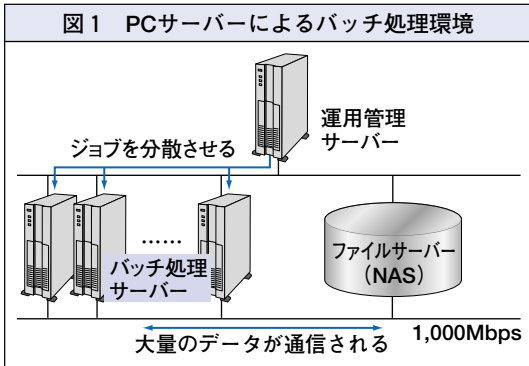 図1　PCサーバーによるバッチ処理環境
運用管理
サーバー
ジョブを分散させる
……
バッチ処理
サーバー
ファイルサーバー
（NAS）
1,000Mbps
大量のデータが通信される